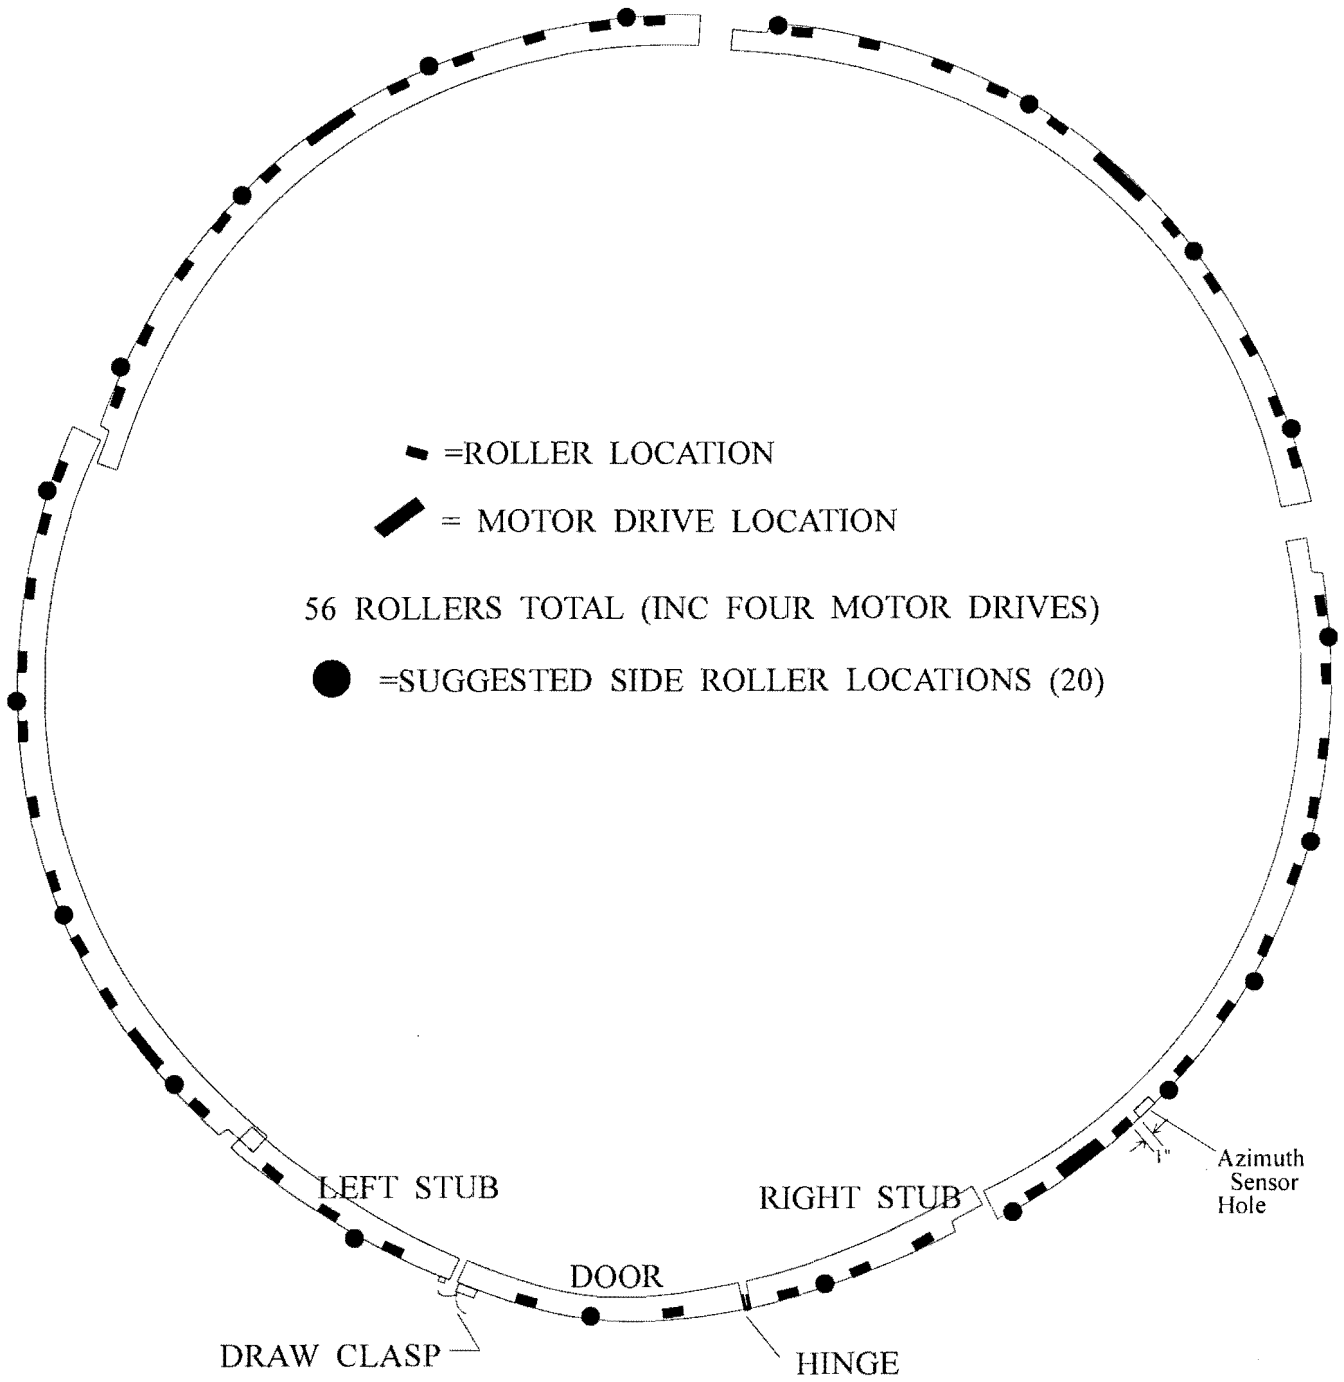 =ROLLER LOCATION
= MOTOR DRIVE LOCATION
56 ROLLERS TOTAL (INC FOUR MOTOR DRIVES)
=SUGGESTED SIDE ROLLER LOCATIONS (20)
1"
Azimuth
Sensor
Hole
LEFT STUB
RIGHT STUB
DOOR
DRAW CLASP
HINGE